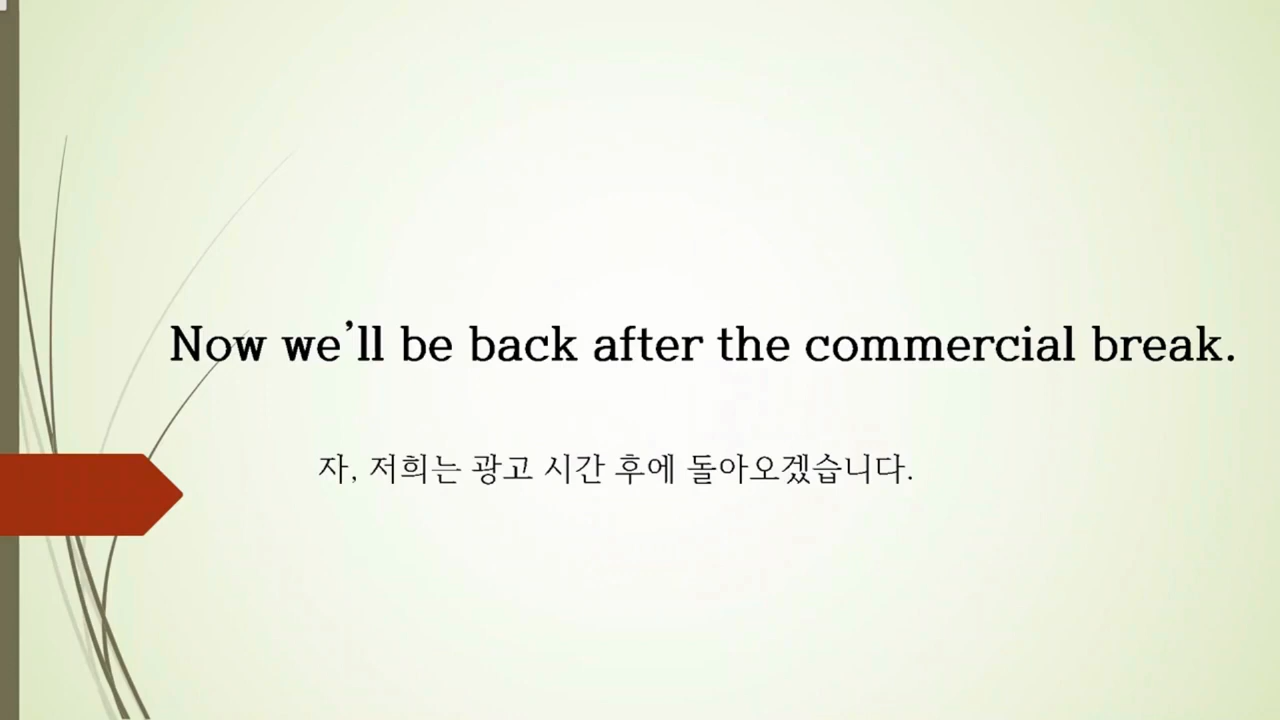 Now we’ll be back after the commercial break.
자, 저희는 광고 시간 후에 돌아오겠습니다.